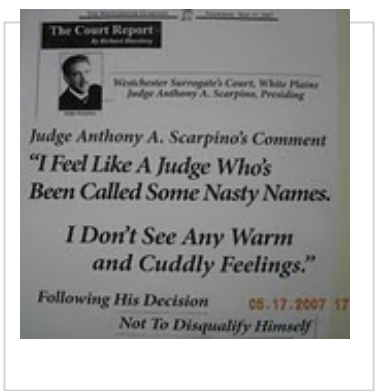 The Court Report
Westchester Surrogate's Court, White Plains
Judge Anthony A. Scarpino, Presiding
Judge Anthony A. Scarpino's Comment
"I Feel Like A Judge Who's
Been Called Some Nasty Names.
I Don't See Any Warm
and Cuddly Feelings."
Following His Decision
05.17.2007 17
Not To Disqualify Himself